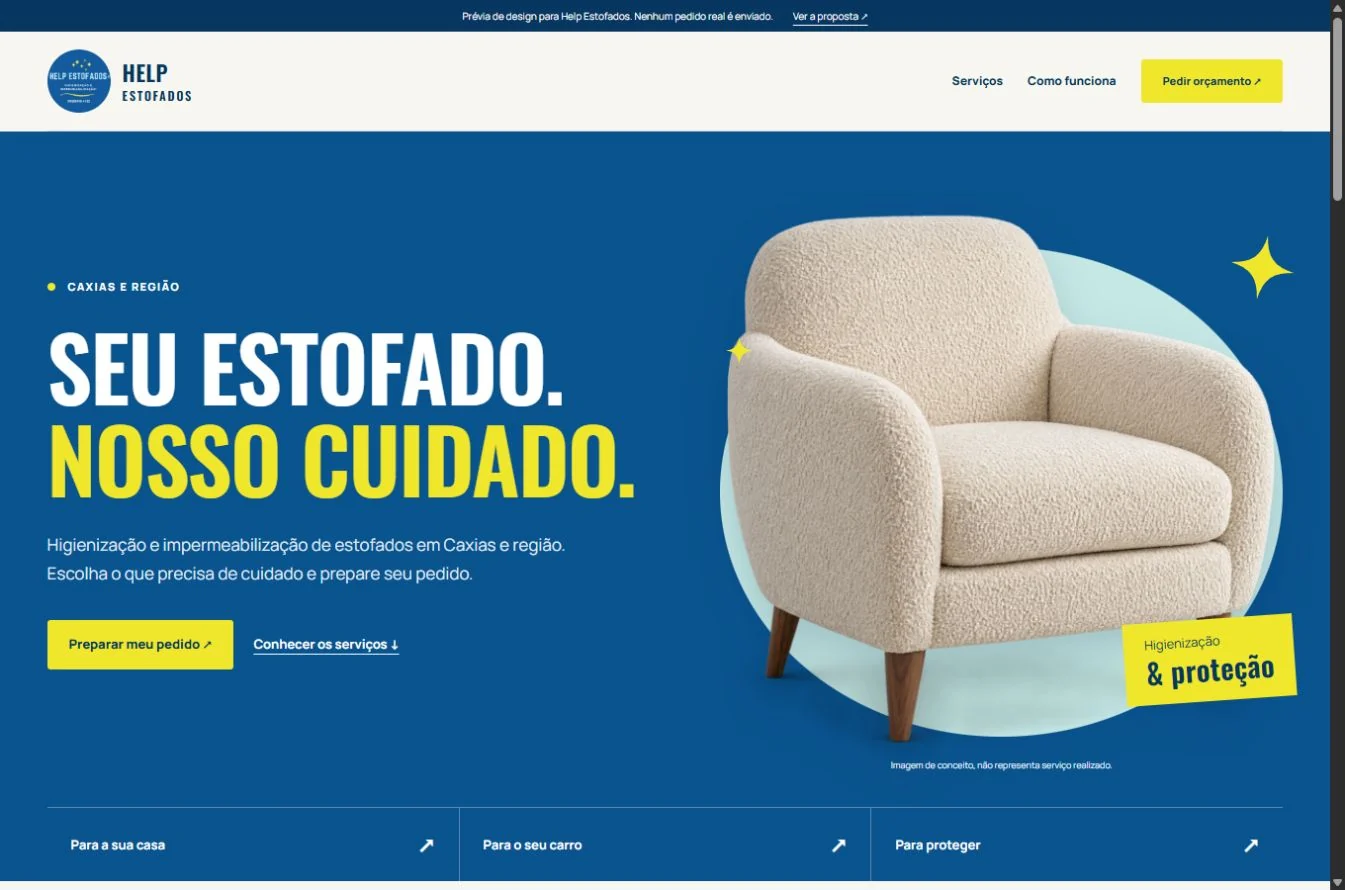 Prévia de design para Help Estofados. Nenhum pedido real é enviado. Ver a proposta ↗
HELP ESTOFADOS
HELP
ESTOFADOS
Serviços Como funciona Pedir orçamento ↗
CAXIAS E REGIÃO
SEU ESTOFADO.
NOSSO CUIDADO.
Higienização e impermeabilização de estofados em Caxias e região.
Escolha o que precisa de cuidado e prepare seu pedido.
Preparar meu pedido ↗ Conhecer os serviços ↓
Higienização
& proteção
Imagem de conceito, não representa serviço realizado.
Para a sua casa ↗ Para o seu carro ↗ Para proteger ↗